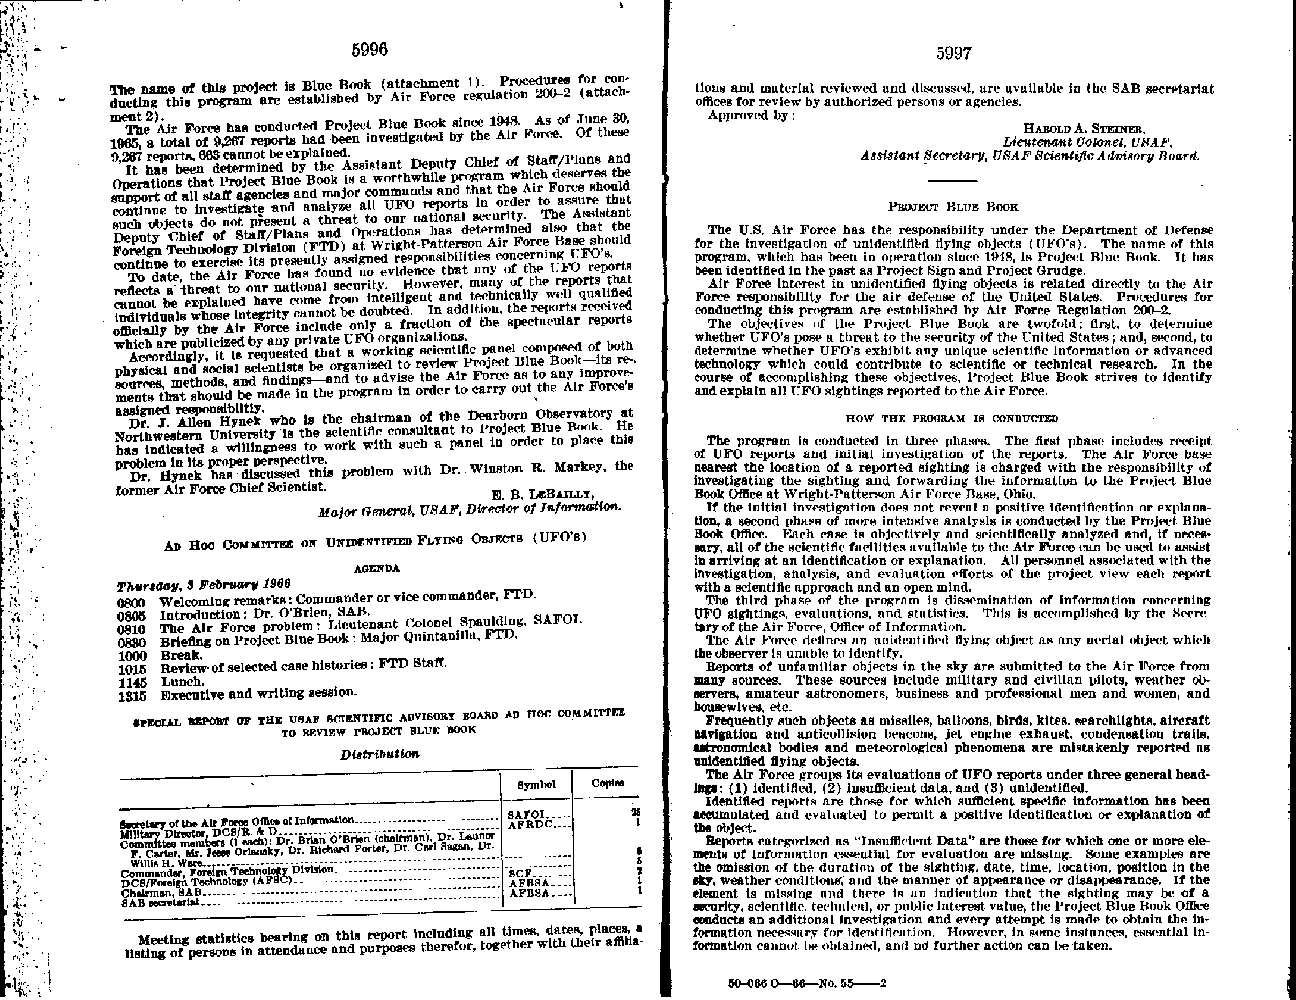 5996
The name of this project is Blue Book (attachment 1). Procedures for con-
ducting this program are established by Air Force regulation 200–2 (attach-
ment 2).
The Air Force has conducted Project Blue Book since 1948. As of June 30,
1965, a total of 9,267 reports had been investigated by the Air Force. Of these
9,267 reports, 663 cannot be explained.
It has been determined by the Assistant Deputy Chief of Staff/Plans and
Operations that Project Blue Book is a worthwhile program which deserves the
support of all staff agencies and major commands and that the Air Force should
continue to investigate and analyze all UFO reports in order to assure that
such objects do not present a threat to our national security. The Assistant
Deputy Chief of Staff/Plans and Operations has determined also that the
Foreign Technology Division (FTD) at Wright-Patterson Air Force Base should
continue to exercise its presently assigned responsibilities concerning UFO's.
To date, the Air Force has found no evidence that any of the UFO reports
reflects a threat to our national security. However, many of the reports that
cannot be explained have come from intelligent and technically well qualified
individuals whose integrity cannot be doubted. In addition, the reports received
officially by the Air Force include only a fraction of the spectacular reports
which are publicized by any private UFO organizations.
Accordingly, it is requested that a working scientific panel composed of both
physical and social scientists be organized to review Project Blue Book—its re-
sources, methods, and findings—and to advise the Air Force as to any improve-
ments that should be made in the program in order to carry out the Air Force's
assigned responsibility.
Dr. J. Allen Hynek who is the chairman of the Dearborn Observatory at
Northwestern University is the scientific consultant to Project Blue Book. He
has indicated a willingness to work with such a panel in order to place this
problem in its proper perspective.
Dr. Hynek has discussed this problem with Dr. Winston R. Markey, the
former Air Force Chief Scientist.
E. B. LeBailly,
Major General, USAF, Director of Information.
Ad Hoc Committee on Unidentified Flying Objects (UFO's)
AGENDA
Thursday, 3 February 1966
0800 Welcoming remarks: Commander or vice commander, FTD.
0805 Introduction: Dr. O'Brien, SAB.
0810 The Air Force problem: Lieutenant Colonel Spaulding, SAFOI.
0830 Briefing on Project Blue Book: Major Quintanilla, FTD.
1000 Break.
1015 Review of selected case histories: FTD Staff.
1145 Lunch.
1315 Executive and writing session.
SPECIAL REPORT OF THE USAF SCIENTIFIC ADVISORY BOARD AD HOC COMMITTEE
TO REVIEW PROJECT BLUE BOOK
Distribution
Symbol Copies
Secretary of the Air Force Office of Information SAFOI
Military Director, DCS/R. & D. AFRDC 1
Committee members (1 each): Dr. Brian O'Brien (chairman), Dr. Launor
F. Carter, Mr. Jesse Orlansky, Dr. Richard Porter, Dr. Carl Sagan, Dr.
Willis H. Ware
Commander, Foreign Technology Division
DCS/Foreign Technology (AFSC) SCF
Chairman, SAB AFBSA 1
SAB secretariat AFBSA 1
Meeting statistics bearing on this report including all times, dates, places, a
listing of persons in attendance and purposes therefor, together with their affilia-
5997
tions and material reviewed and discussed, are available in the SAB secretariat
offices for review by authorized persons or agencies.
Approved by:
Harold A. Steiner,
Lieutenant Colonel, USAF,
Assistant Secretary, USAF Scientific Advisory Board.
Project Blue Book
The U.S. Air Force has the responsibility under the Department of Defense
for the investigation of unidentified flying objects (UFO's). The name of this
program, which has been in operation since 1948, is Project Blue Book. It has
been identified in the past as Project Sign and Project Grudge.
Air Force interest in unidentified flying objects is related directly to the Air
Force responsibility for the air defense of the United States. Procedures for
conducting this program are established by Air Force Regulation 200–2.
The objectives of the Project Blue Book are twofold; first, to determine
whether UFO's pose a threat to the security of the United States; and, second, to
determine whether UFO's exhibit any unique scientific information or advanced
technology which could contribute to scientific or technical research. In the
course of accomplishing these objectives, Project Blue Book strives to identify
and explain all UFO sightings reported to the Air Force.
HOW THE PROGRAM IS CONDUCTED
The program is conducted in three phases. The first phase includes receipt
of UFO reports and initial investigation of the reports. The Air Force base
nearest the location of a reported sighting is charged with the responsibility of
investigating the sighting and forwarding the information to the Project Blue
Book Office at Wright-Patterson Air Force Base, Ohio.
If the initial investigation does not reveal a positive identification or explana-
tion, a second phase of more intensive analysis is conducted by the Project Blue
Book Office. Each case is objectively and scientifically analyzed and, if neces-
sary, all of the scientific facilities available to the Air Force can be used to assist
in arriving at an identification or explanation. All personnel associated with the
investigation, analysis, and evaluation efforts of the project view each report
with a scientific approach and an open mind.
The third phase of the program is dissemination of information concerning
UFO sightings, evaluations, and statistics. This is accomplished by the Secre-
tary of the Air Force, Office of Information.
The Air Force defines an unidentified flying object as any aerial object which
the observer is unable to identify.
Reports of unfamiliar objects in the sky are submitted to the Air Force from
many sources. These sources include military and civilian pilots, weather ob-
servers, amateur astronomers, business and professional men and women, and
housewives, etc.
Frequently such objects as missiles, balloons, birds, kites, searchlights, aircraft
navigation and anticollision beacons, jet engine exhaust, condensation trails,
astronomical bodies and meteorological phenomena are mistakenly reported as
unidentified flying objects.
The Air Force groups its evaluations of UFO reports under three general head-
ings: (1) identified, (2) insufficient data, and (3) unidentified.
Identified reports are those for which sufficient specific information has been
accumulated and evaluated to permit a positive identification or explanation of
the object.
Reports categorized as "Insufficient Data" are those for which one or more ele-
ments of information essential for evaluation are missing. Some examples are
the omission of the duration of the sighting, date, time, location, position in the
sky, weather conditions, and the manner of appearance or disappearance. If the
element is missing and there is an indication that the sighting may be of a
security, scientific, technical, or public interest value, the Project Blue Book Office
conducts an additional investigation and every attempt is made to obtain the in-
formation necessary for identification. However, in some instances, essential in-
formation cannot be obtained, and no further action can be taken.
50–066 O—66—No. 55——2